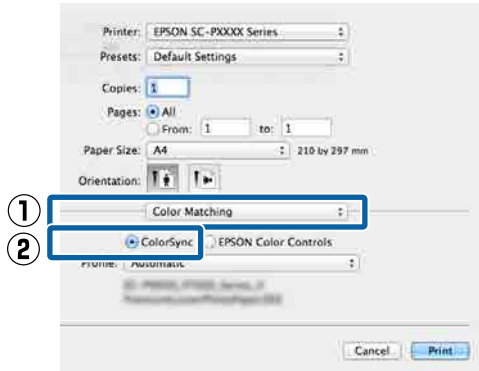 Printer: EPSON SC-PXXXX Series
Presets: Default Settings
Copies: 1
Pages: All
From: 1 to: 1
Paper Size: A4 210 by 297 mm
Orientation:
① Color Matching
② ColorSync EPSON Color Controls
Profile: Automatic
Cancel Print